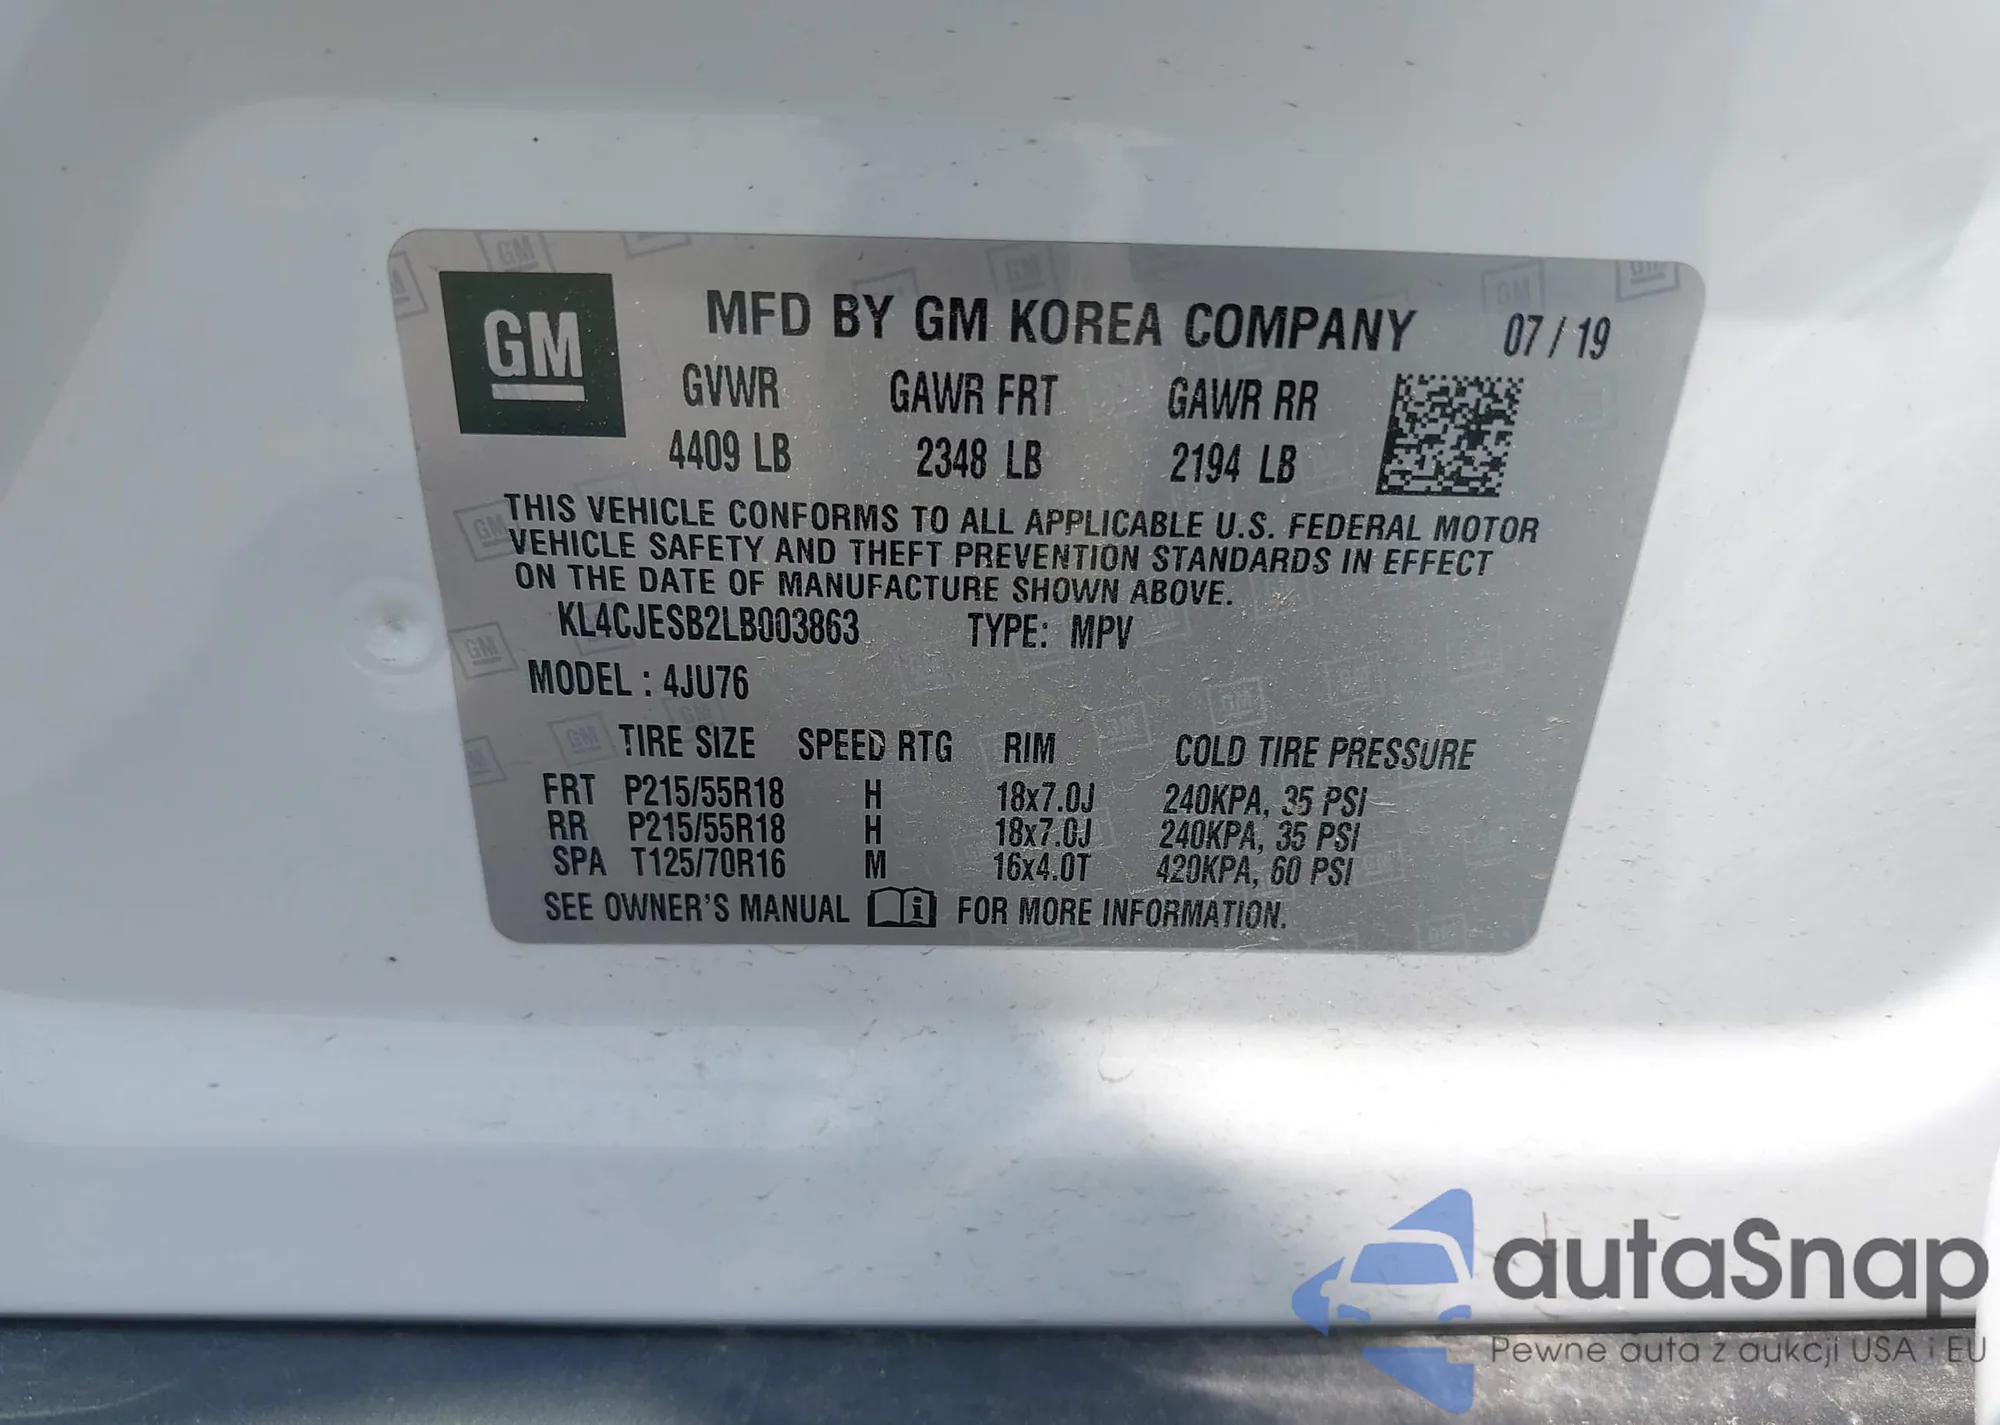 GM
MFD BY GM KOREA COMPANY 07/19
GVWR GAWR FRT GAWR RR
4409 LB 2348 LB 2194 LB
THIS VEHICLE CONFORMS TO ALL APPLICABLE U.S. FEDERAL MOTOR
VEHICLE SAFETY AND THEFT PREVENTION STANDARDS IN EFFECT
ON THE DATE OF MANUFACTURE SHOWN ABOVE.
KL4CJESB2LB003863 TYPE: MPV
MODEL : 4JU76
TIRE SIZE SPEED RTG RIM COLD TIRE PRESSURE
FRT P215/55R18 H 18x7.0J 240KPA, 35 PSI
RR P215/55R18 H 18x7.0J 240KPA, 35 PSI
SPA T125/70R16 M 16x4.0T 420KPA, 60 PSI
SEE OWNER'S MANUAL i FOR MORE INFORMATION.
autaSnap
Pewne auta z aukcji USA i EU